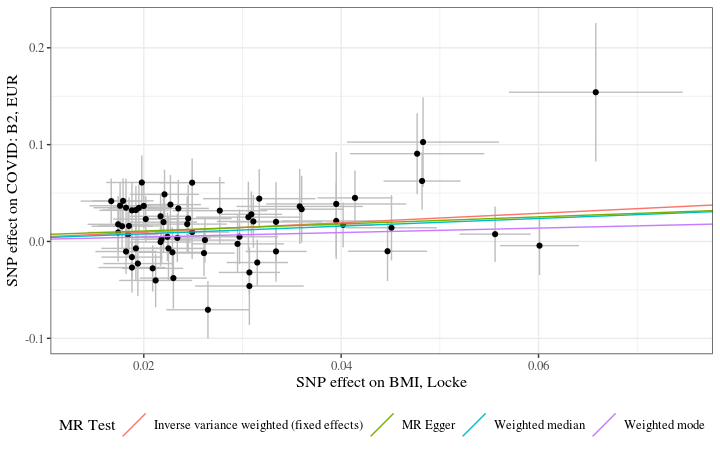 0.2
0.1
0.0
-0.1
SNP effect on COVID: B2, EUR
0.02 0.04 0.06
SNP effect on BMI, Locke
MR Test Inverse variance weighted (fixed effects) MR Egger Weighted median Weighted mode